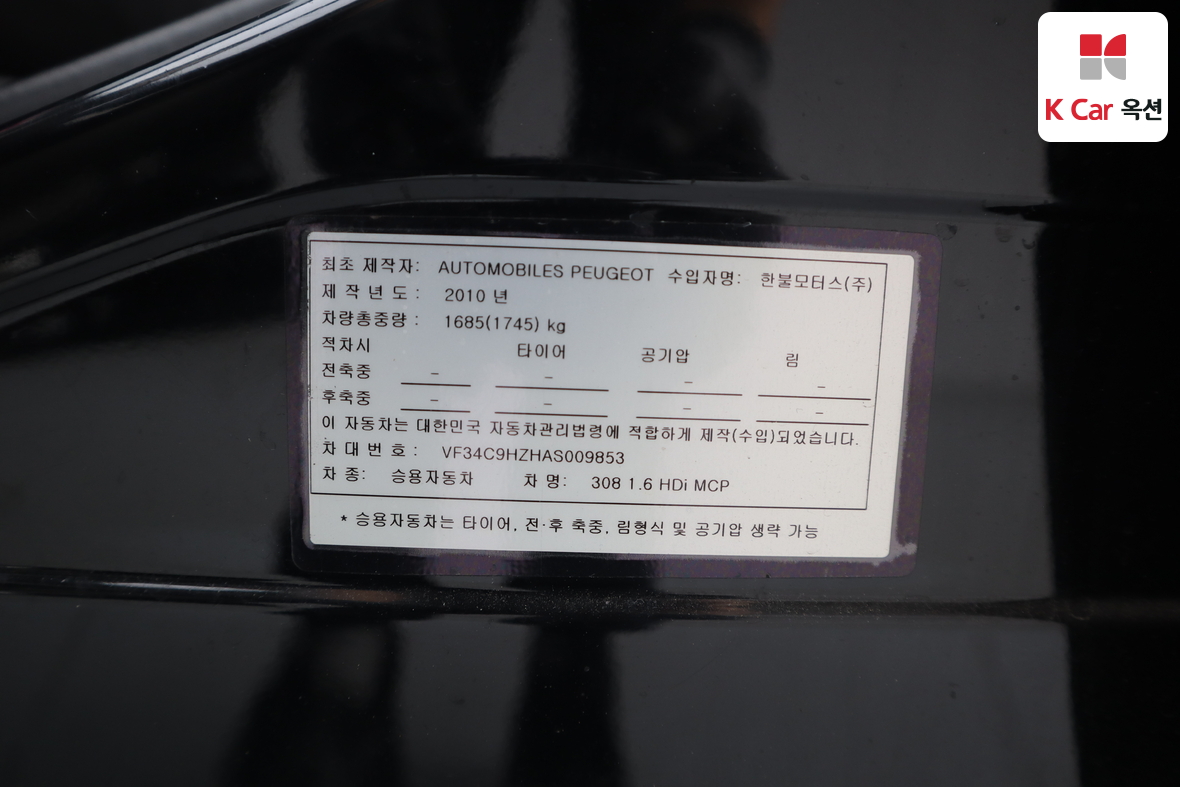 K Car 옥션
최초 제작자: AUTOMOBILES PEUGEOT 수입자명: 한불모터스(주)
제 작 년 도 : 2010 년
차량총중량 : 1685(1745) kg
적차시 타이어 공기압 림
전축중 – – – –
후축중 – – – –
이 자동차는 대한민국 자동차관리법령에 적합하게 제작(수입)되었습니다.
차 대 번 호 : VF34C9HZHAS009853
차 종: 승용자동차 차 명: 308 1.6 HDi MCP
* 승용자동차는 타이어, 전·후 축중, 림형식 및 공기압 생략 가능